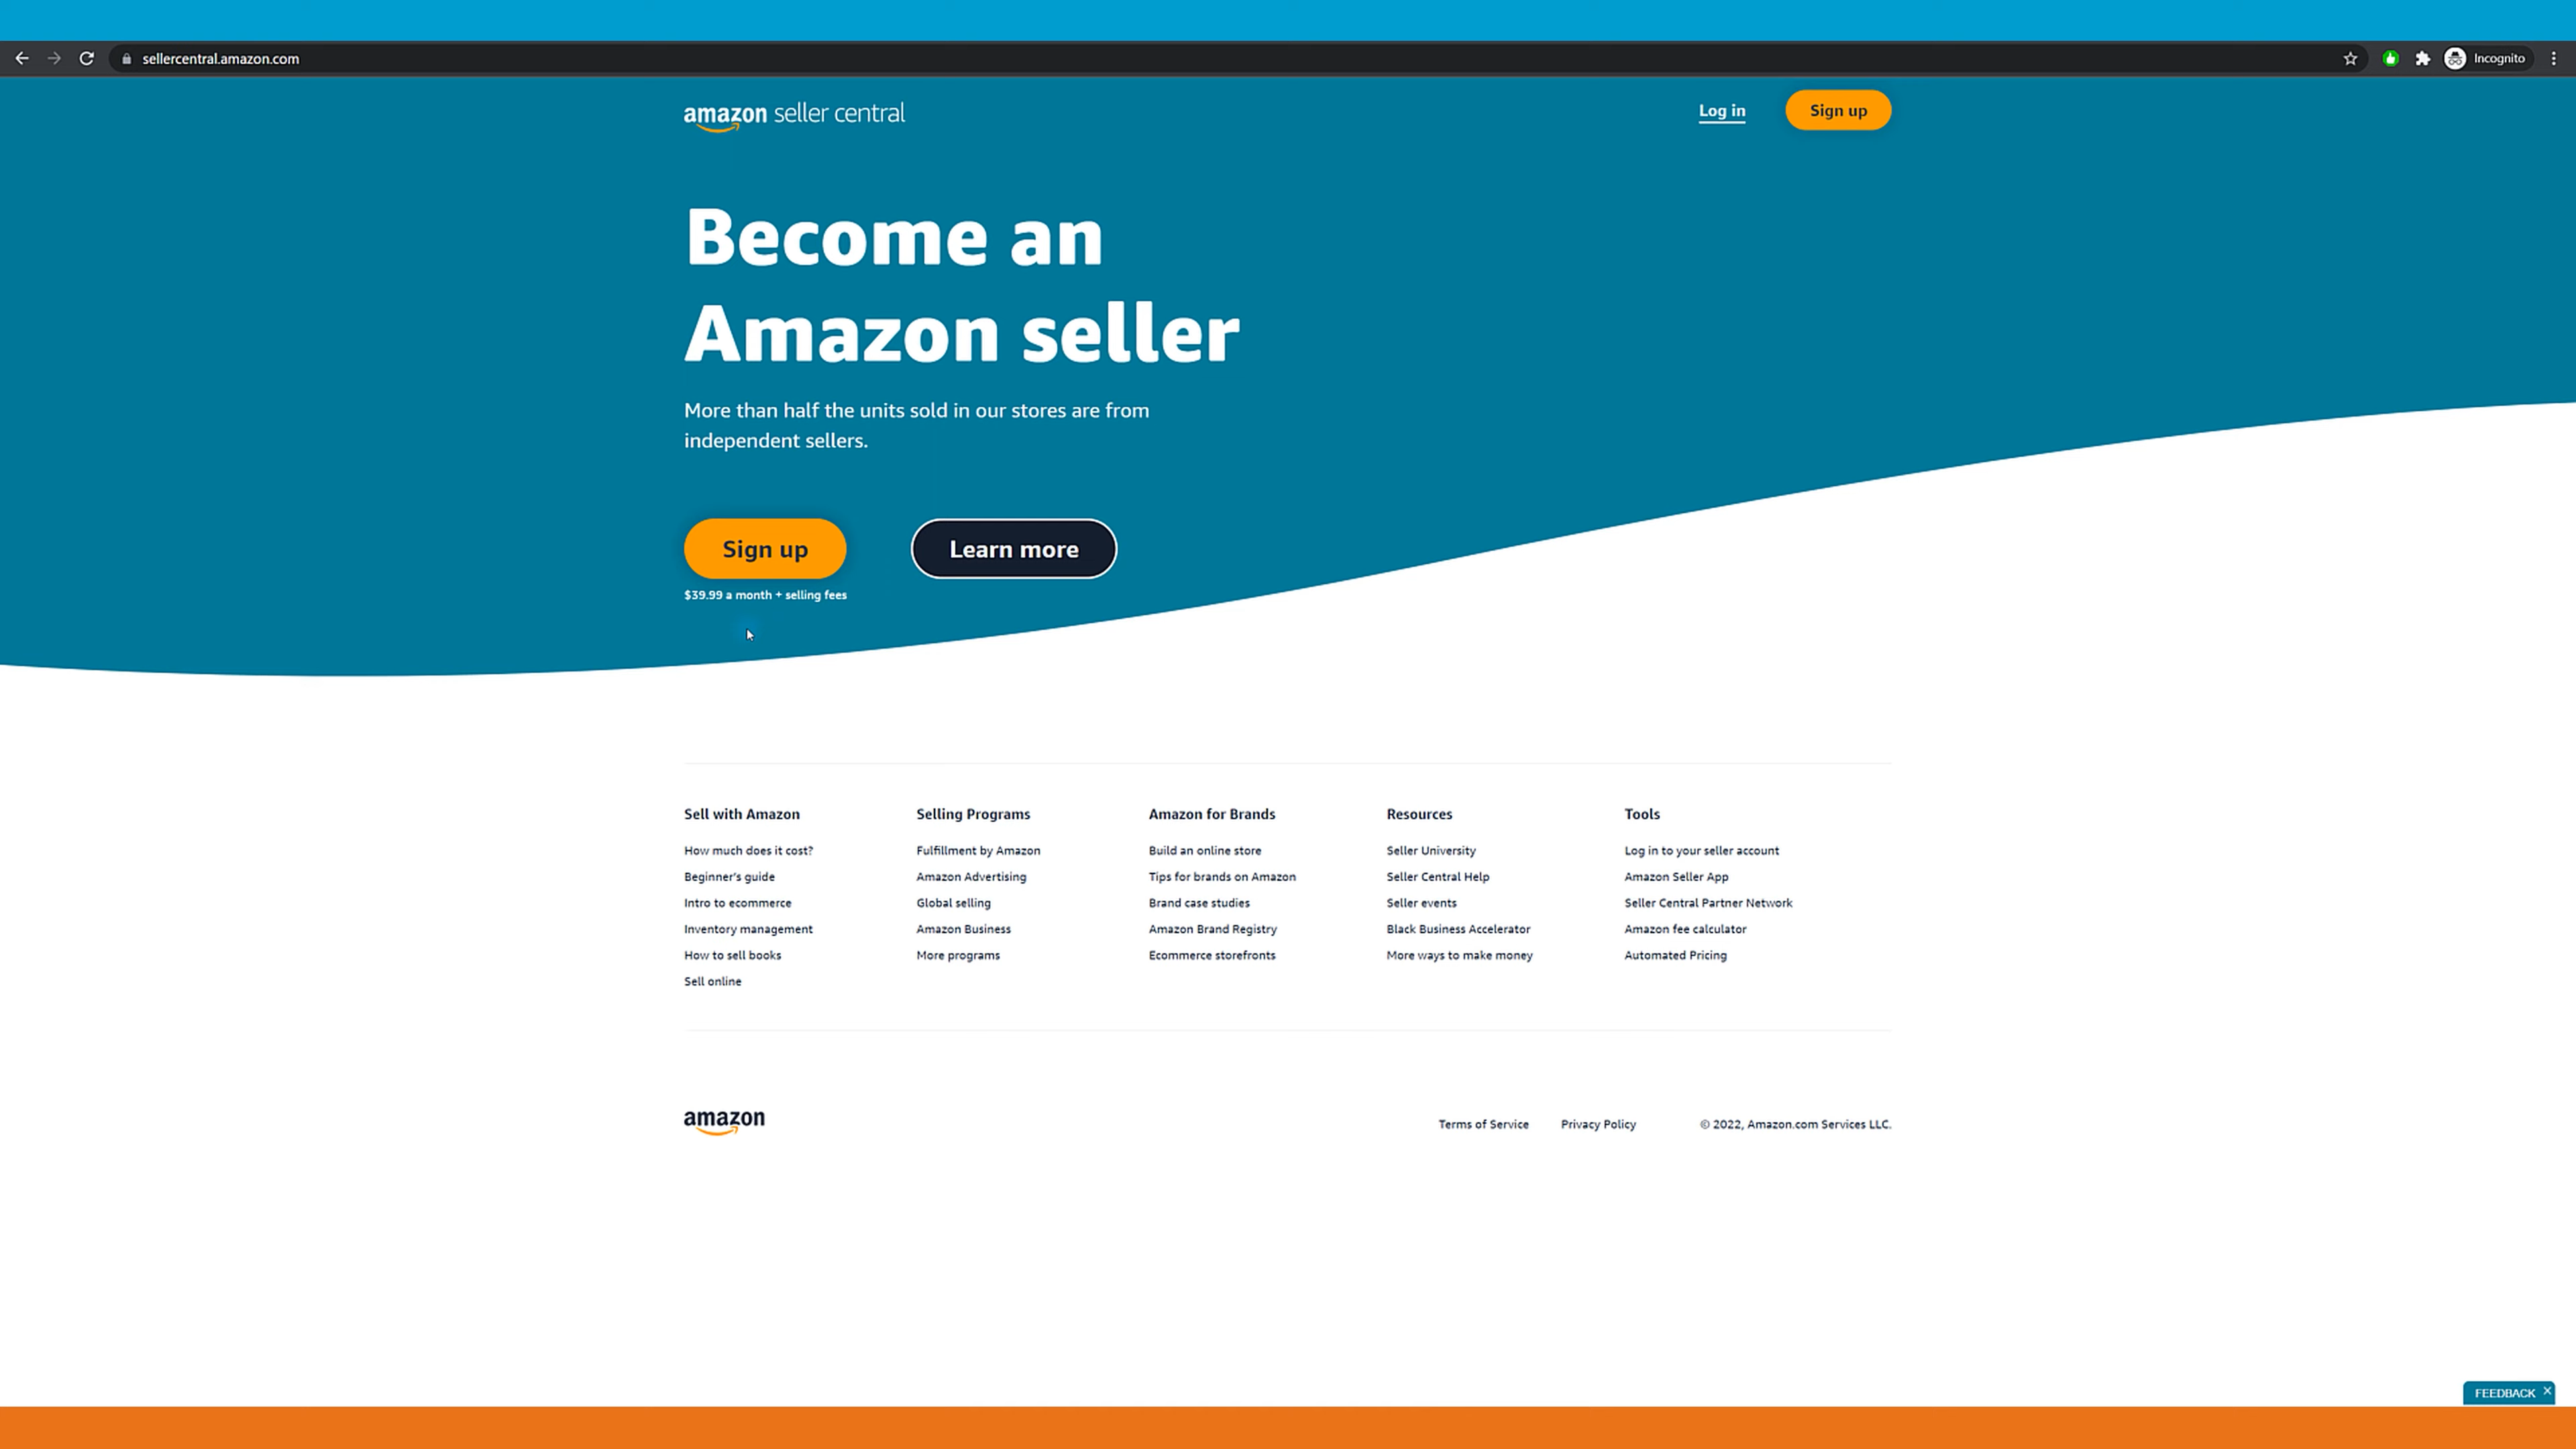 sellercentral.amazon.com
Incognito
amazon seller central
Log in
Sign up
Become an
Amazon seller
More than half the units sold in our stores are from
independent sellers.
Sign up
Learn more
$39.99 a month + selling fees
Sell with Amazon
How much does it cost?
Beginner's guide
Intro to ecommerce
Inventory management
How to sell books
Sell online
Selling Programs
Fulfillment by Amazon
Amazon Advertising
Global selling
Amazon Business
More programs
Amazon for Brands
Build an online store
Tips for brands on Amazon
Brand case studies
Amazon Brand Registry
Ecommerce storefronts
Resources
Seller University
Seller Central Help
Seller events
Black Business Accelerator
More ways to make money
Tools
Log in to your seller account
Amazon Seller App
Seller Central Partner Network
Amazon fee calculator
Automated Pricing
amazon
Terms of Service
Privacy Policy
© 2022, Amazon.com Services LLC.
FEEDBACK